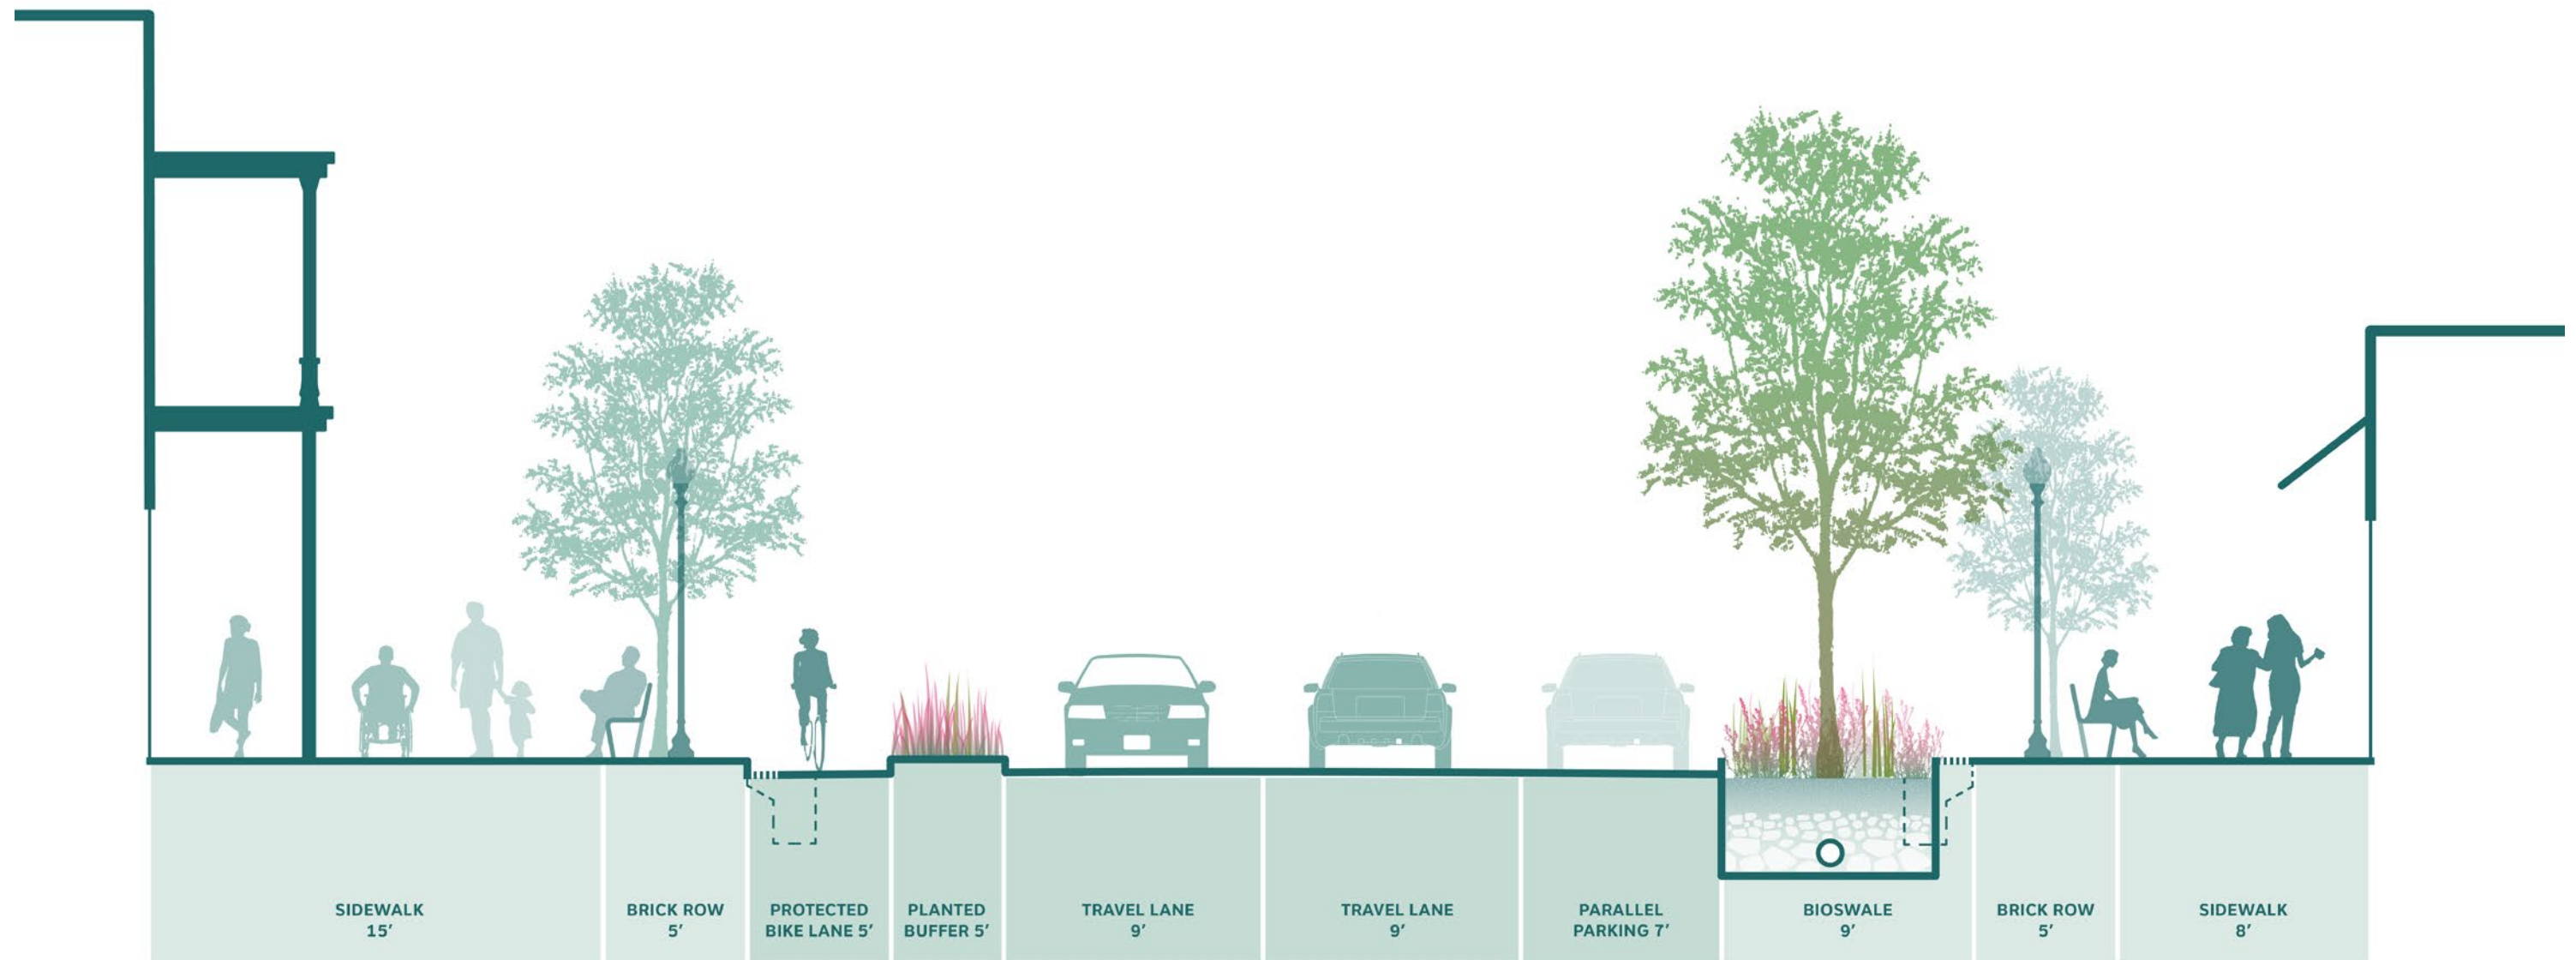 SIDEWALK
15’
BRICK ROW
5’
PROTECTED
BIKE LANE 5’
PLANTED
BUFFER 5’
TRAVEL LANE
9’
TRAVEL LANE
9’
PARALLEL
PARKING 7’
BIOSWALE
9’
BRICK ROW
5’
SIDEWALK
8’